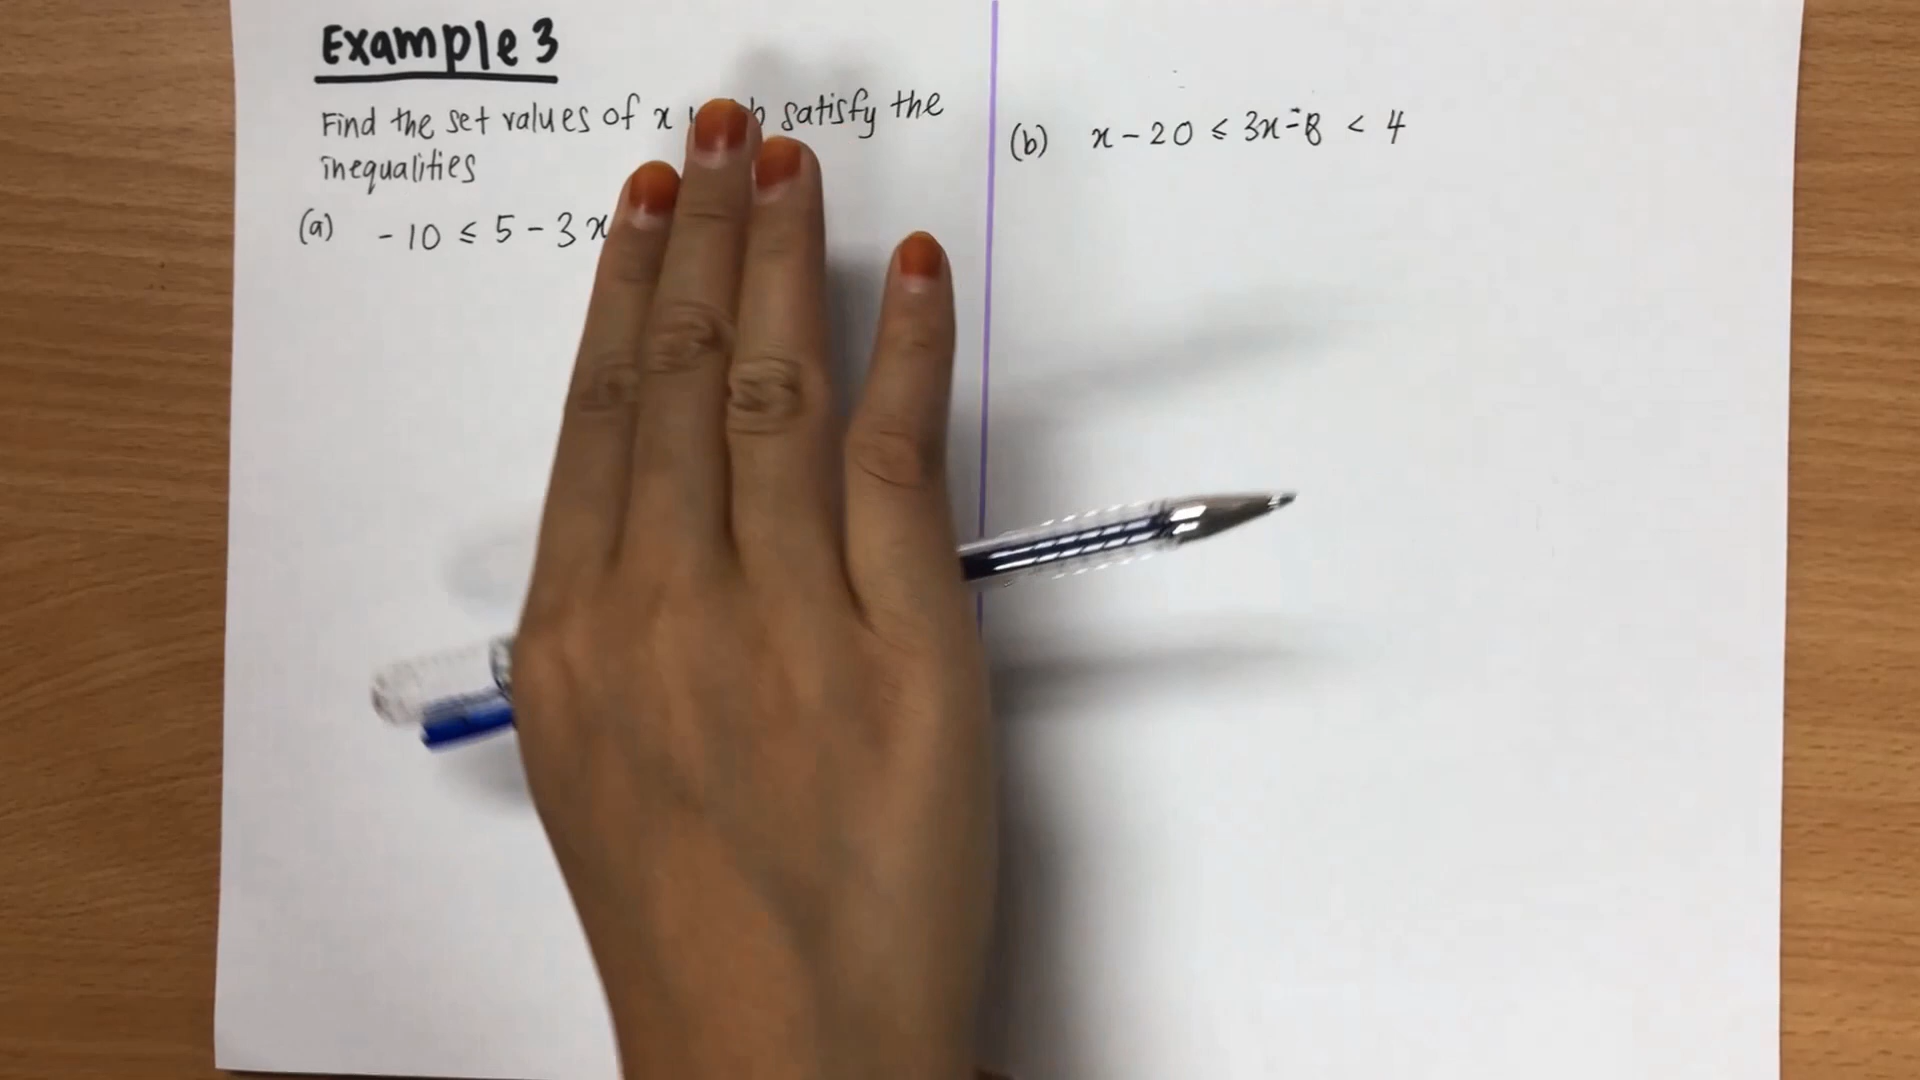 Example 3
Find the set values of x satisfy the
inequalities
(a) - 10 ≤ 5 - 3x
(b) x - 20 ≤ 3x - 8 < 4